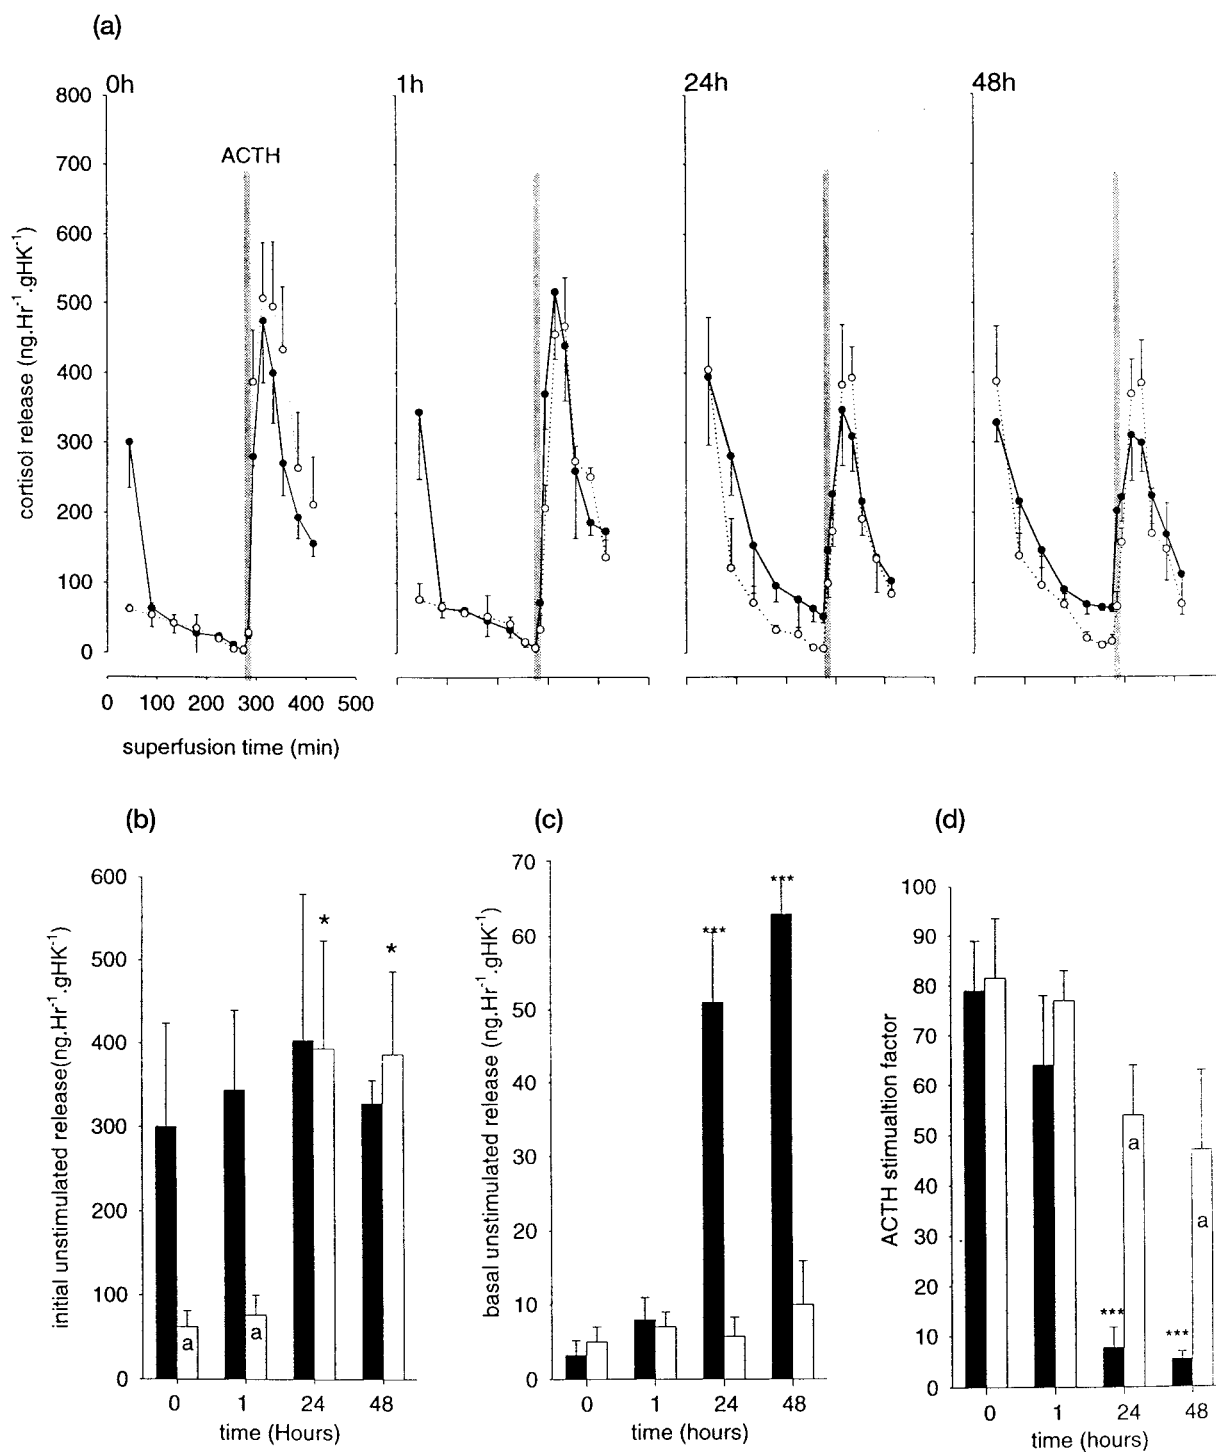 (a)
0h 1h 24h 48h
800
700
600
500
400
300
200
100
0
cortisol release (ng.Hr⁻¹.gHK⁻¹)
ACTH
0 100 200 300 400 500
superfusion time (min)
(b)
600
500
400
300
200
100
0
initial unstimulated release(ng.Hr⁻¹.gHK⁻¹)
* *
a a
0 1 24 48
time (Hours)
(c)
70
60
50
40
30
20
10
0
basal unstimulated release (ng.Hr⁻¹.gHK⁻¹)
*** ***
0 1 24 48
time (hours)
(d)
100
90
80
70
60
50
40
30
20
10
0
ACTH stimualtion factor
*** ***
a a
0 1 24 48
time (hours)